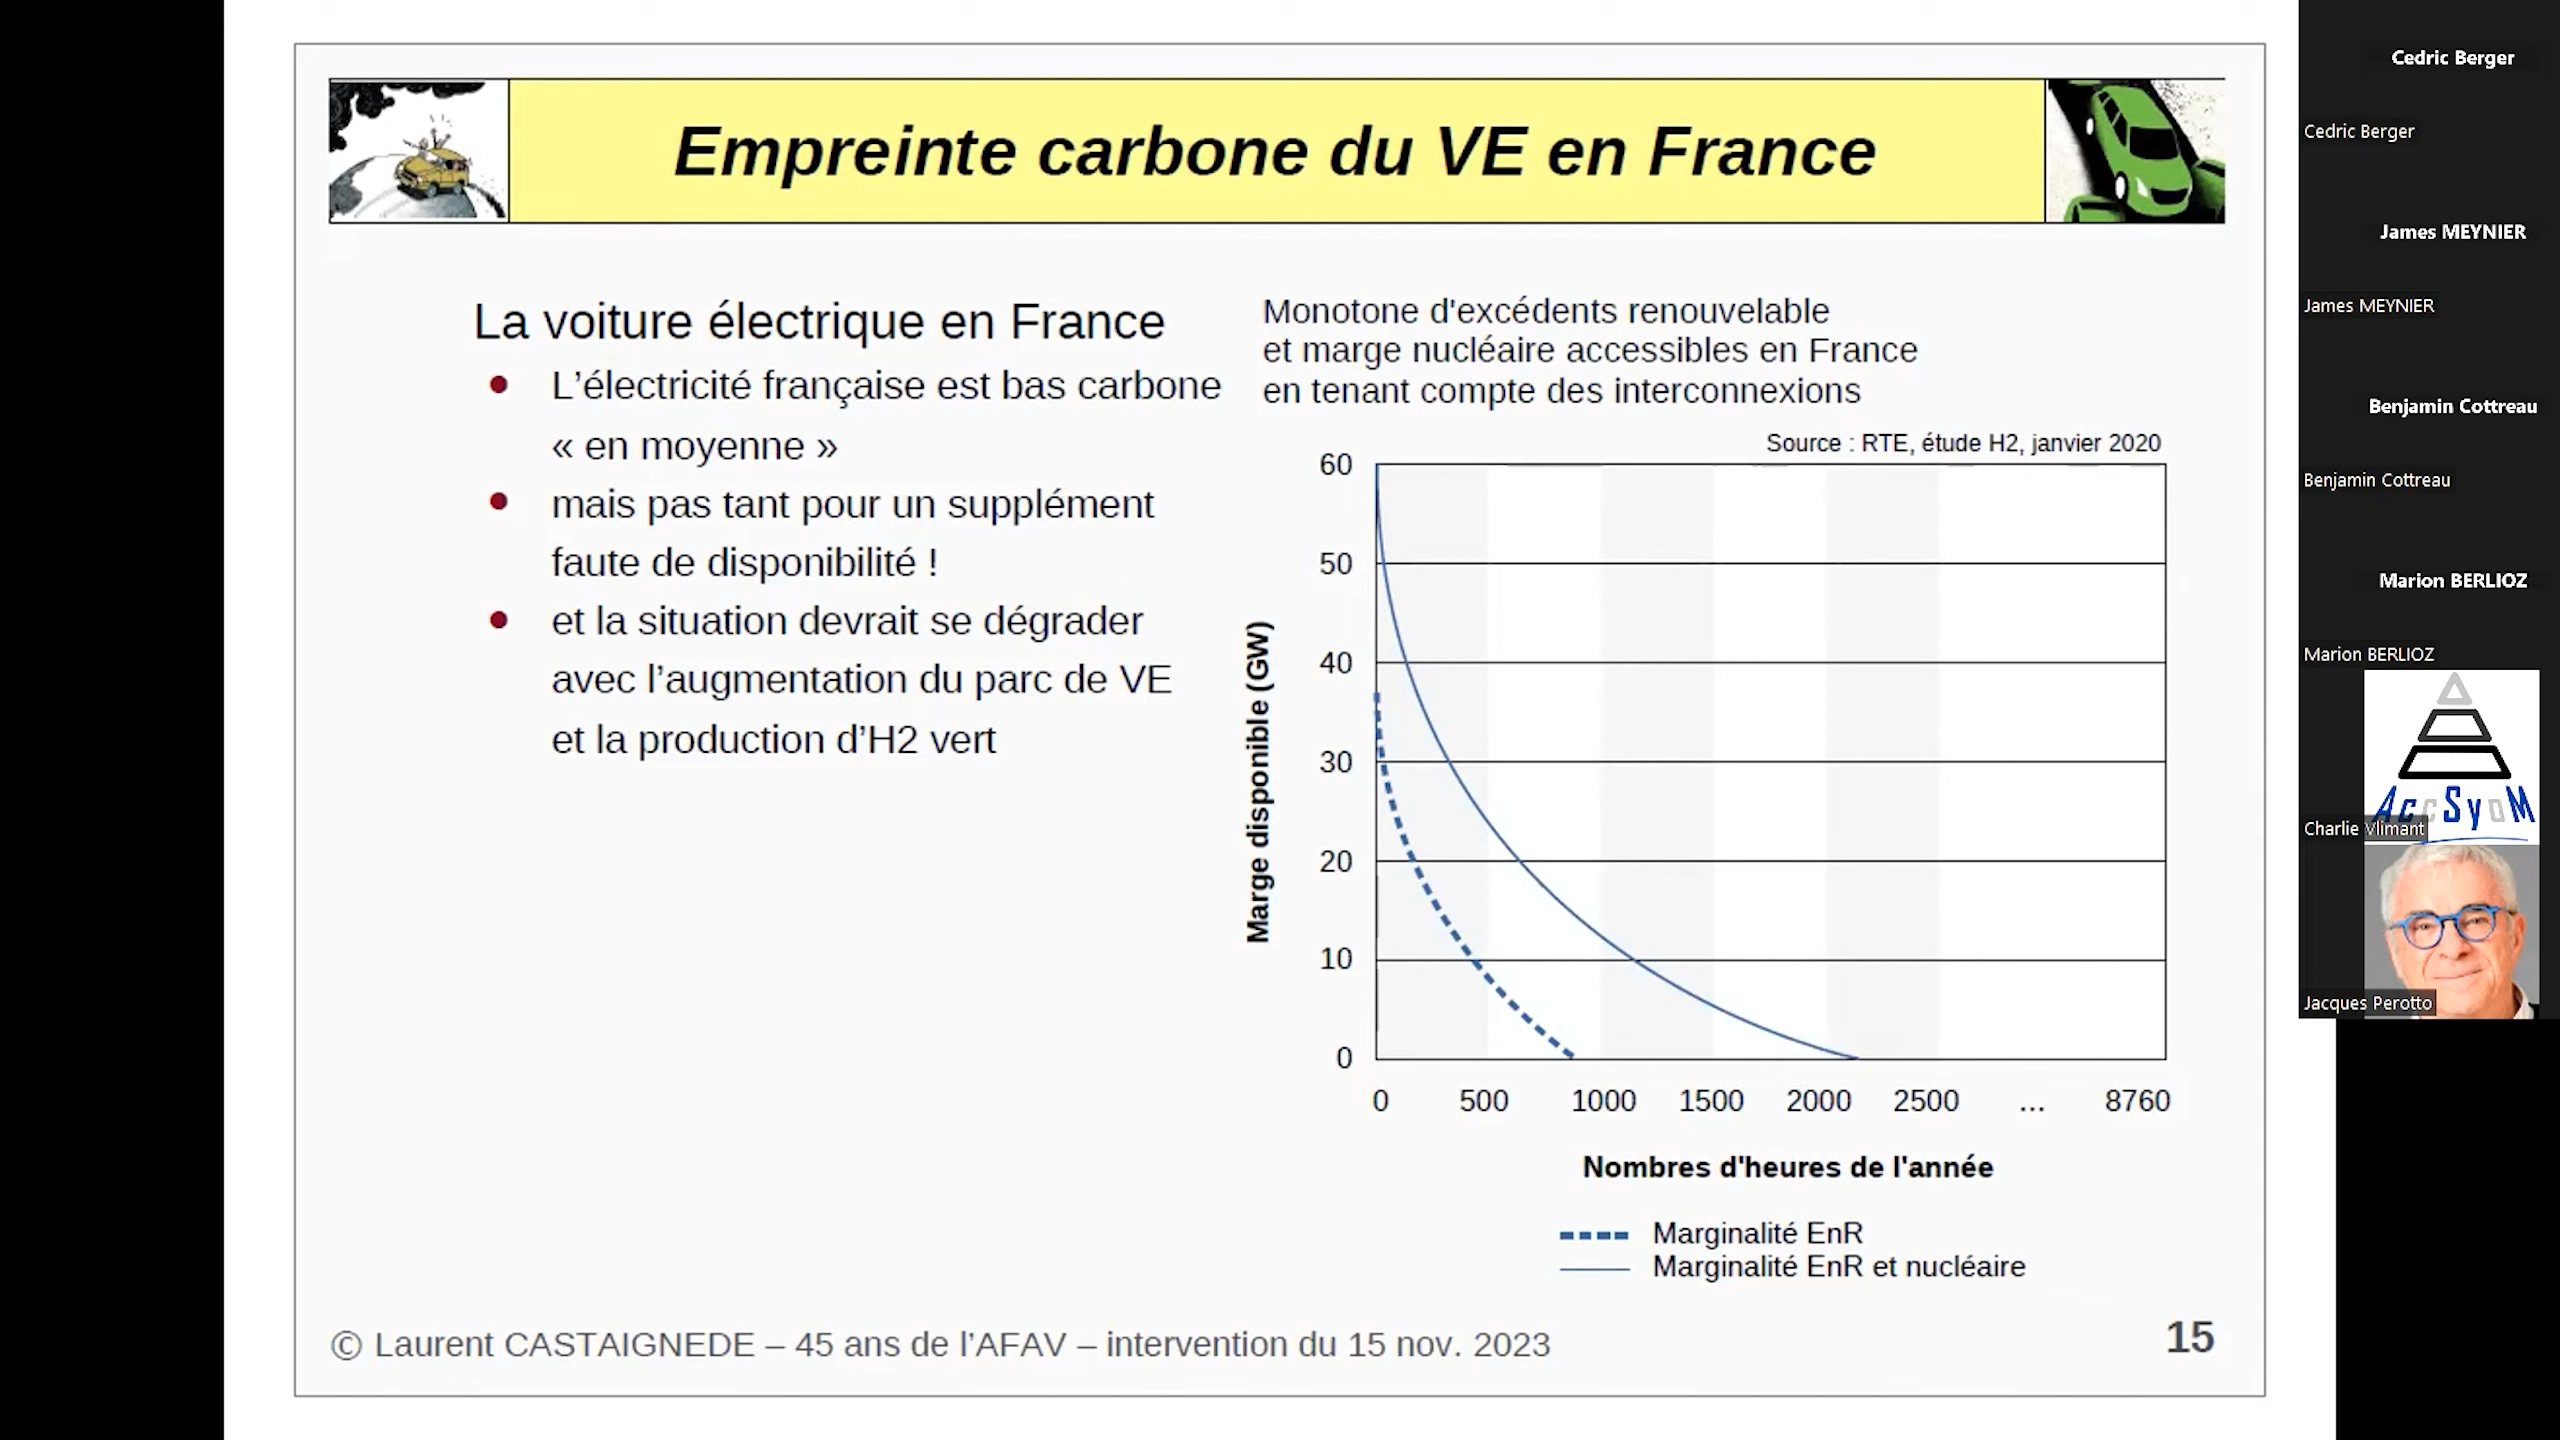 Empreinte carbone du VE en France
La voiture électrique en France
L’électricité française est bas carbone
« en moyenne »
mais pas tant pour un supplément
faute de disponibilité !
et la situation devrait se dégrader
avec l’augmentation du parc de VE
et la production d’H2 vert
Monotone d'excédents renouvelable
et marge nucléaire accessibles en France
en tenant compte des interconnexions
Source : RTE, étude H2, janvier 2020
Marge disponible (GW)
60
50
40
30
20
10
0
0 500 1000 1500 2000 2500 ... 8760
Nombres d'heures de l'année
Marginalité EnR
Marginalité EnR et nucléaire
© Laurent CASTAIGNEDE – 45 ans de l’AFAV – intervention du 15 nov. 2023
15
Cedric Berger
Cedric Berger
James MEYNIER
James MEYNIER
Benjamin Cottreau
Benjamin Cottreau
Marion BERLIOZ
Marion BERLIOZ
AccSyoM
Charlie Vlimant
Jacques Perotto